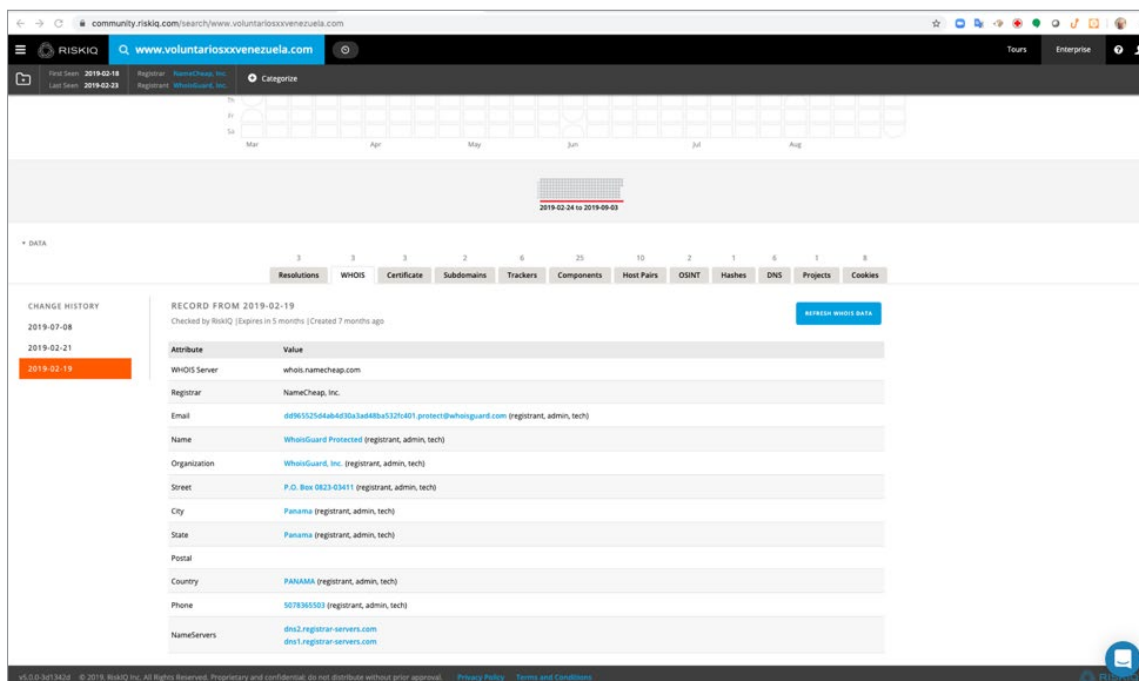 community.riskiq.com/search/www.voluntariosxxvenezuela.com
RISKIQ www.voluntariosxxvenezuela.com Tours Enterprise
First Seen 2019-02-18 Registrar NameCheap, Inc. Categorize
Last Seen 2019-02-23 Registrant WhoisGuard, Inc.
Th
Fr
Sa
Mar Apr May Jun Jul Aug
2019-02-24 to 2019-09-03
DATA
3 3 3 2 6 25 10 2 1 6 1 8
Resolutions WHOIS Certificate Subdomains Trackers Components Host Pairs OSINT Hashes DNS Projects Cookies
CHANGE HISTORY
2019-07-08
2019-02-21
2019-02-19
RECORD FROM 2019-02-19
Checked by RiskIQ | Expires in 5 months | Created 7 months ago
REFRESH WHOIS DATA
Attribute Value
WHOIS Server whois.namecheap.com
Registrar NameCheap, Inc.
Email dd965525d4ab4d30a3ad48ba532fc401.protect@whoisguard.com (registrant, admin, tech)
Name WhoisGuard Protected (registrant, admin, tech)
Organization WhoisGuard, Inc. (registrant, admin, tech)
Street P.O. Box 0823-03411 (registrant, admin, tech)
City Panama (registrant, admin, tech)
State Panama (registrant, admin, tech)
Postal
Country PANAMA (registrant, admin, tech)
Phone 5078365503 (registrant, admin, tech)
NameServers dns2.registrar-servers.com
dns1.registrar-servers.com
v5.0.0-3d1342d © 2019. RiskIQ Inc. All Rights Reserved. Proprietary and confidential: do not distribute without prior approval. Privacy Policy Terms and Conditions